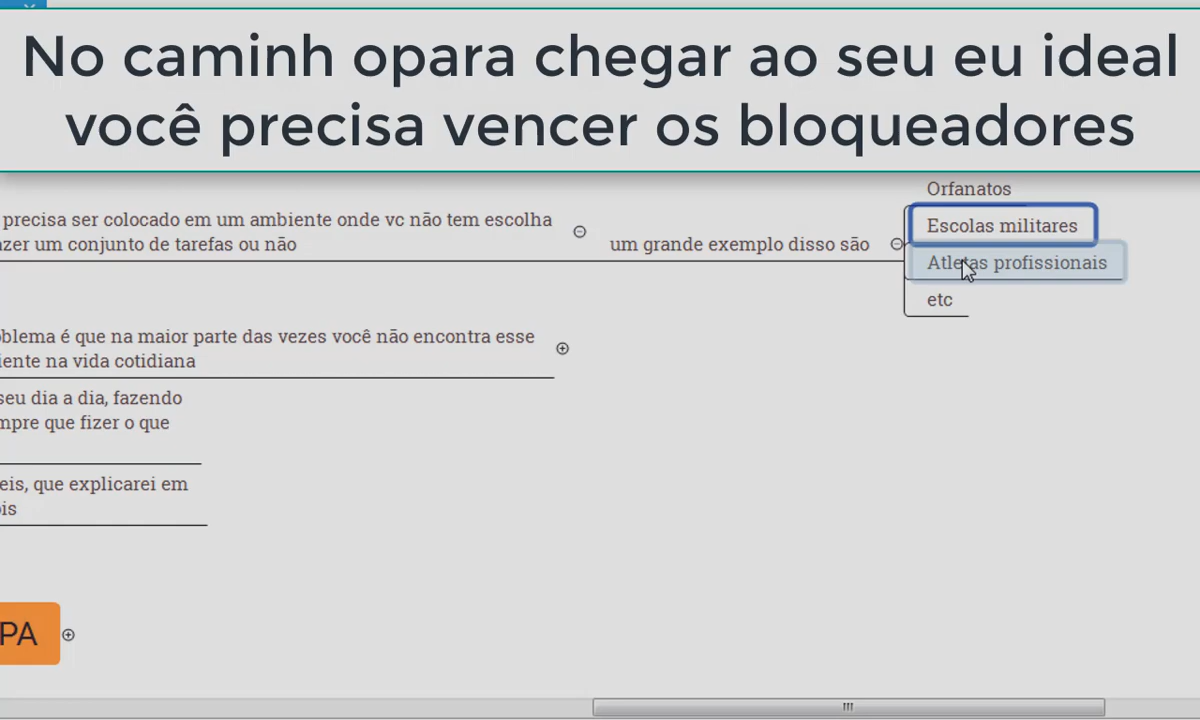 No caminh opara chegar ao seu eu ideal
você precisa vencer os bloqueadores
Orfanatos
precisa ser colocado em um ambiente onde vc não tem escolha
azer um conjunto de tarefas ou não
um grande exemplo disso são
Escolas militares
Atletas profissionais
etc
oblema é que na maior parte das vezes você não encontra esse
iente na vida cotidiana
seu dia a dia, fazendo
mpre que fizer o que
eis, que explicarei em
ois
PA